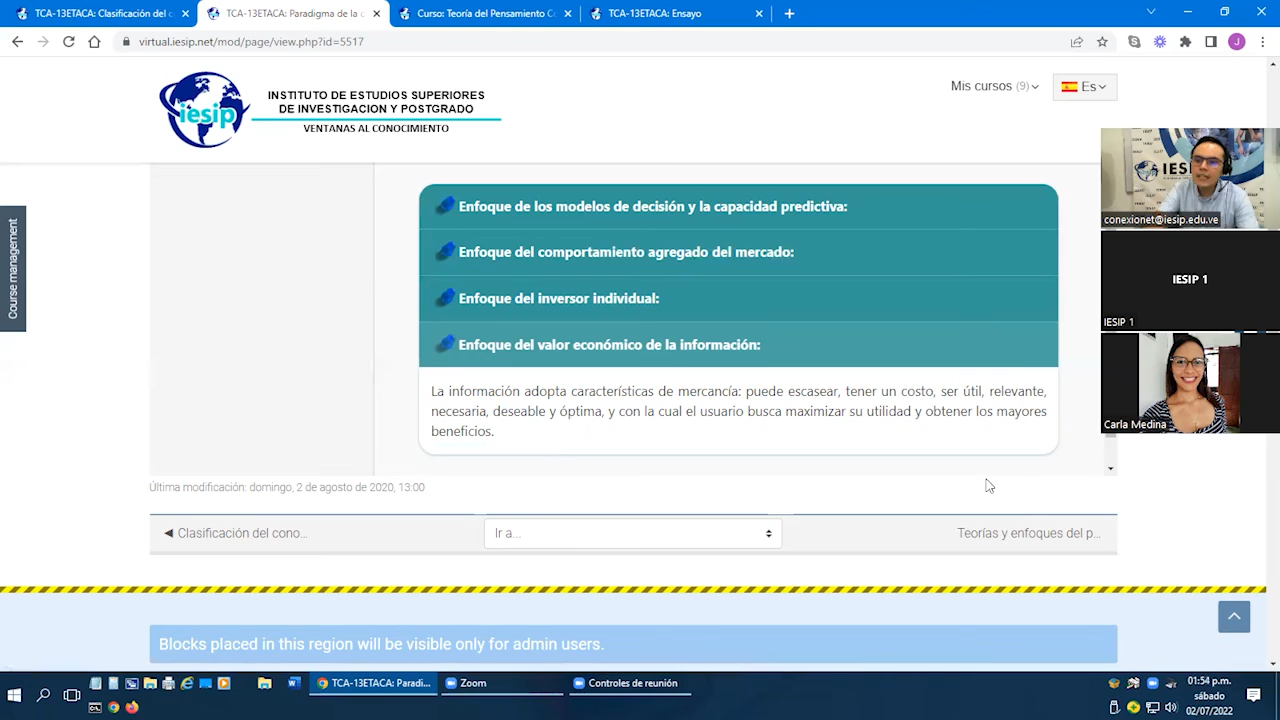 TCA-13ETACA: Clasificación del c
TCA-13ETACA: Paradigma de la c
Curso: Teoría del Pensamiento C
TCA-13ETACA: Ensayo
virtual.iesip.net/mod/page/view.php?id=5517
J
iesip
INSTITUTO DE ESTUDIOS SUPERIORES
DE INVESTIGACION Y POSTGRADO
VENTANAS AL CONOCIMIENTO
Mis cursos (9)
Es
Course management
Enfoque de los modelos de decisión y la capacidad predictiva:
Enfoque del comportamiento agregado del mercado:
Enfoque del inversor individual:
Enfoque del valor económico de la información:
La información adopta características de mercancía: puede escasear, tener un costo, ser útil, relevante,
necesaria, deseable y óptima, y con la cual el usuario busca maximizar su utilidad y obtener los mayores
beneficios.
conexionet@iesip.edu.ve
IESIP 1
IESIP 1
Carla Medina
Última modificación: domingo, 2 de agosto de 2020, 13:00
◄ Clasificación del cono...
Ir a...
Teorías y enfoques del p...
Blocks placed in this region will be visible only for admin users.
TCA-13ETACA: Paradi...
Zoom
Controles de reunión
01:54 p.m.
sábado
02/07/2022